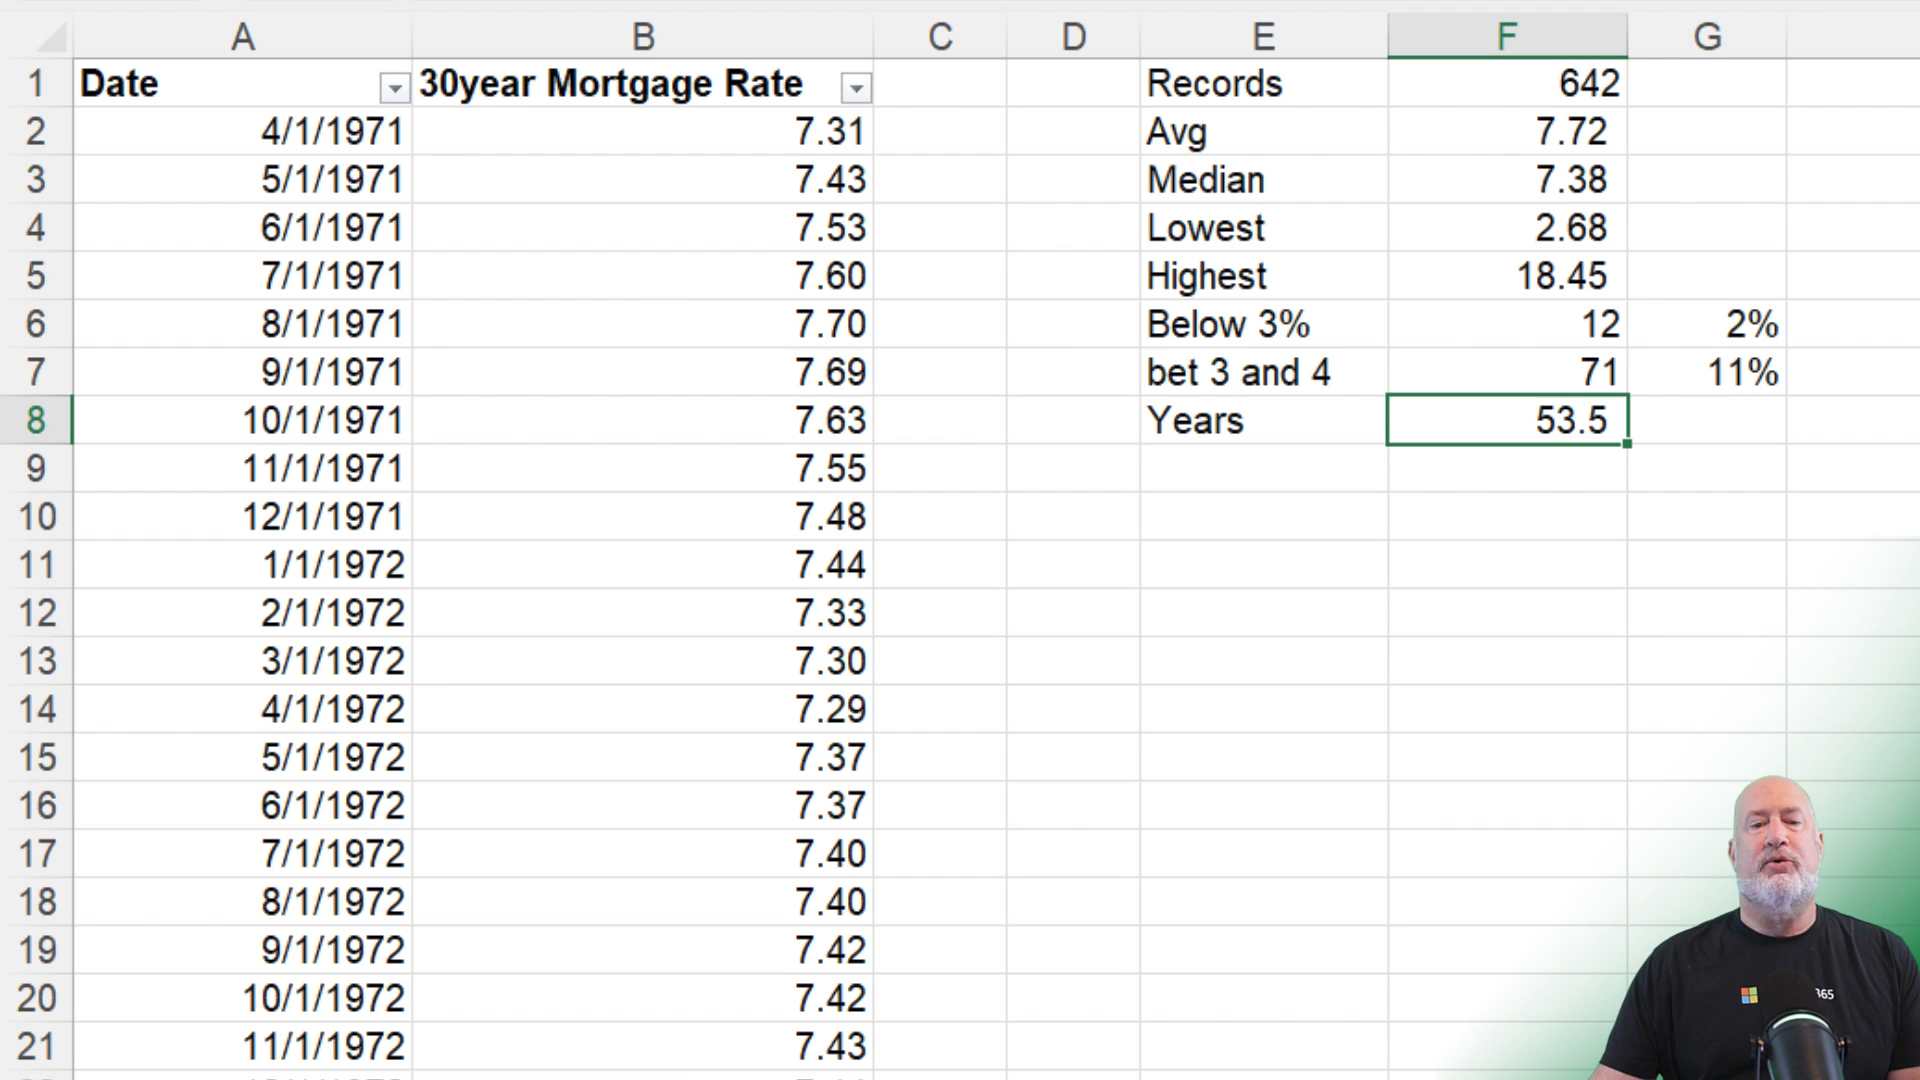 A B C D E F G
1 Date 30year Mortgage Rate Records 642
2 4/1/1971 7.31 Avg 7.72
3 5/1/1971 7.43 Median 7.38
4 6/1/1971 7.53 Lowest 2.68
5 7/1/1971 7.60 Highest 18.45
6 8/1/1971 7.70 Below 3% 12 2%
7 9/1/1971 7.69 bet 3 and 4 71 11%
8 10/1/1971 7.63 Years 53.5
9 11/1/1971 7.55
10 12/1/1971 7.48
11 1/1/1972 7.44
12 2/1/1972 7.33
13 3/1/1972 7.30
14 4/1/1972 7.29
15 5/1/1972 7.37
16 6/1/1972 7.37
17 7/1/1972 7.40
18 8/1/1972 7.40
19 9/1/1972 7.42
20 10/1/1972 7.42
21 11/1/1972 7.43
365